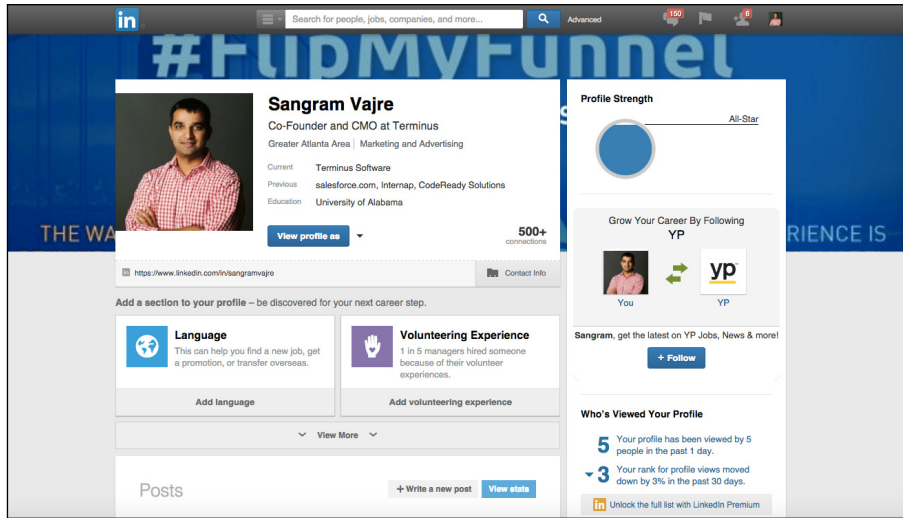 in
Search for people, jobs, companies, and more...
Advanced
150
6
#FlipMyFunnel
Sangram Vajre
Co-Founder and CMO at Terminus
Greater Atlanta Area | Marketing and Advertising
Current Terminus Software
Previous salesforce.com, Internap, CodeReady Solutions
Education University of Alabama
View profile as
500+
connections
in https://www.linkedin.com/in/sangramvajre
Contact Info
THE WA
RIENCE IS
Add a section to your profile – be discovered for your next career step.
Language
This can help you find a new job, get
a promotion, or transfer overseas.
Add language
Volunteering Experience
1 in 5 managers hired someone
because of their volunteer
experiences.
Add volunteering experience
View More
Posts
+ Write a new post
View stats
Profile Strength
All-Star
Grow Your Career By Following
YP
yp
You
YP
Sangram, get the latest on YP Jobs, News & more!
+ Follow
Who's Viewed Your Profile
5 Your profile has been viewed by 5
people in the past 1 day.
3 Your rank for profile views moved
down by 3% in the past 30 days.
in Unlock the full list with LinkedIn Premium